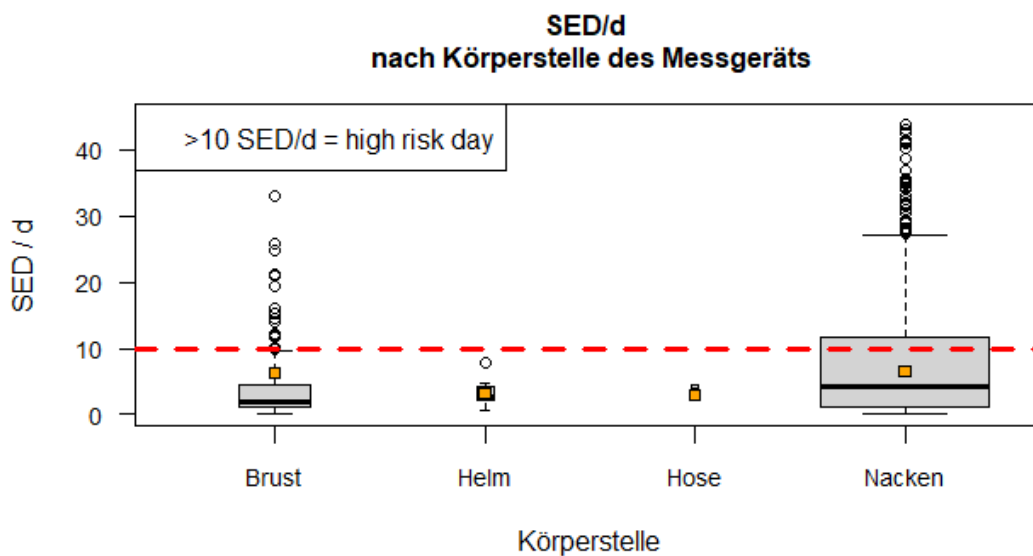 SED/d
nach Körperstelle des Messgeräts
>10 SED/d = high risk day
SED / d
40
30
20
10
0
Brust
Helm
Hose
Nacken
Körperstelle